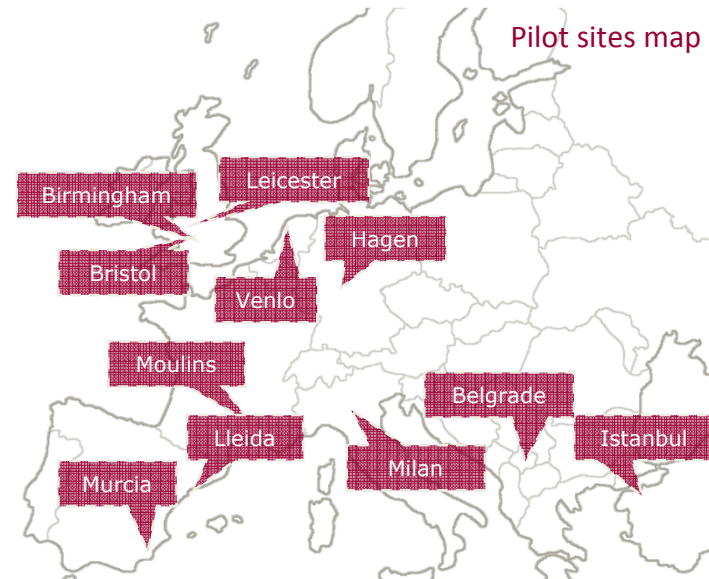 Pilot sites map
Leicester
Birmingham
Hagen
Bristol
Venlo
Moulins
Belgrade
Lleida
Istanbul
Milan
Murcia